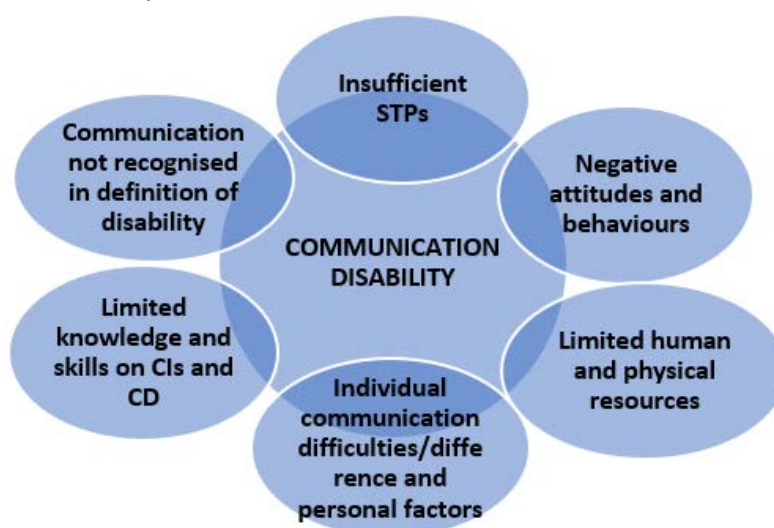 Insufficient
STPs
Communication
not recognised
in definition of
disability
Negative
attitudes and
behaviours
COMMUNICATION
DISABILITY
Limited
knowledge and
skills on CIs and
CD
Limited human
and physical
resources
Individual
communication
difficulties/diffe
rence and
personal factors